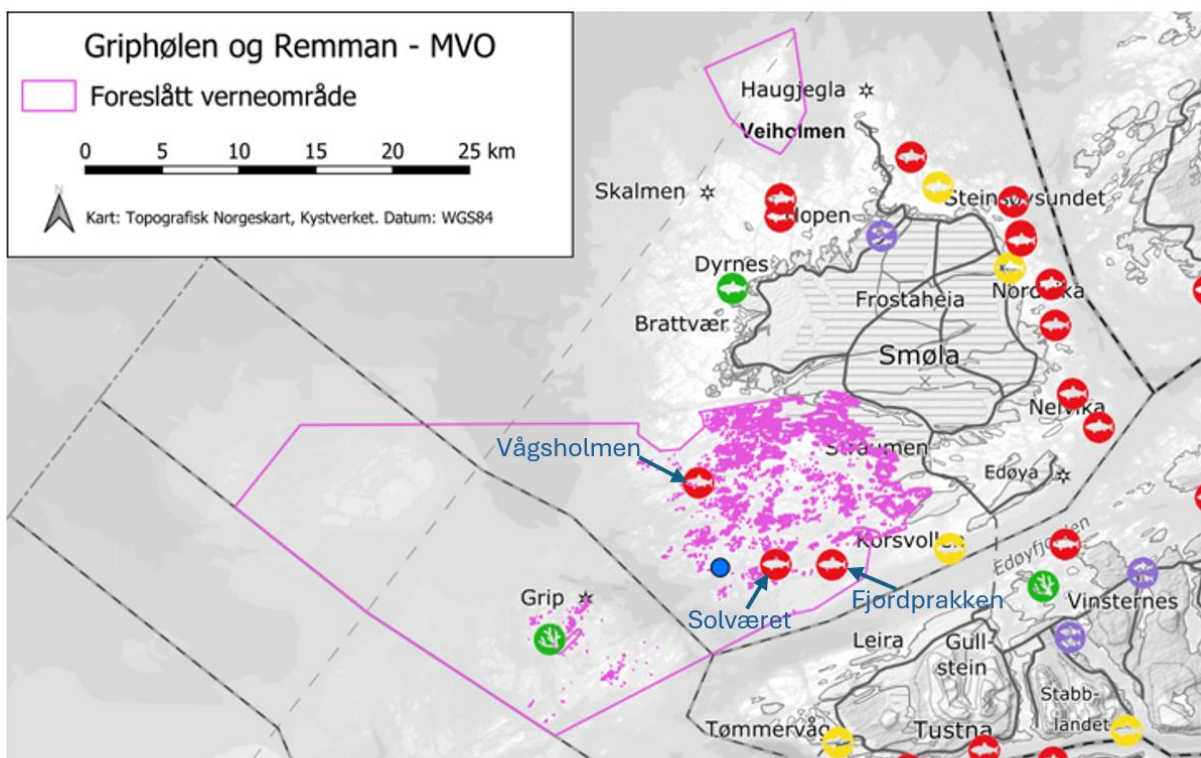 Griphølen og Remman - MVO
Foreslått verneområde
0 5 10 15 20 25 km
N
Kart: Topografisk Norgeskart, Kystverket. Datum: WGS84
Haugjegla
Veiholmen
Skalmen
Steinsøysundet
Hopen
Dyrnes
Nordvika
Frostaheia
Brattvær
Smøla
Nelvika
Straumen
Vågsholmen
Edøya
Korsvollen
Edøyfjorden
Grip
Fjordprakken
Vinsternes
Solværet
Leira
Gull
stein
Stabb-
landet
Tømmervåg
Tustna